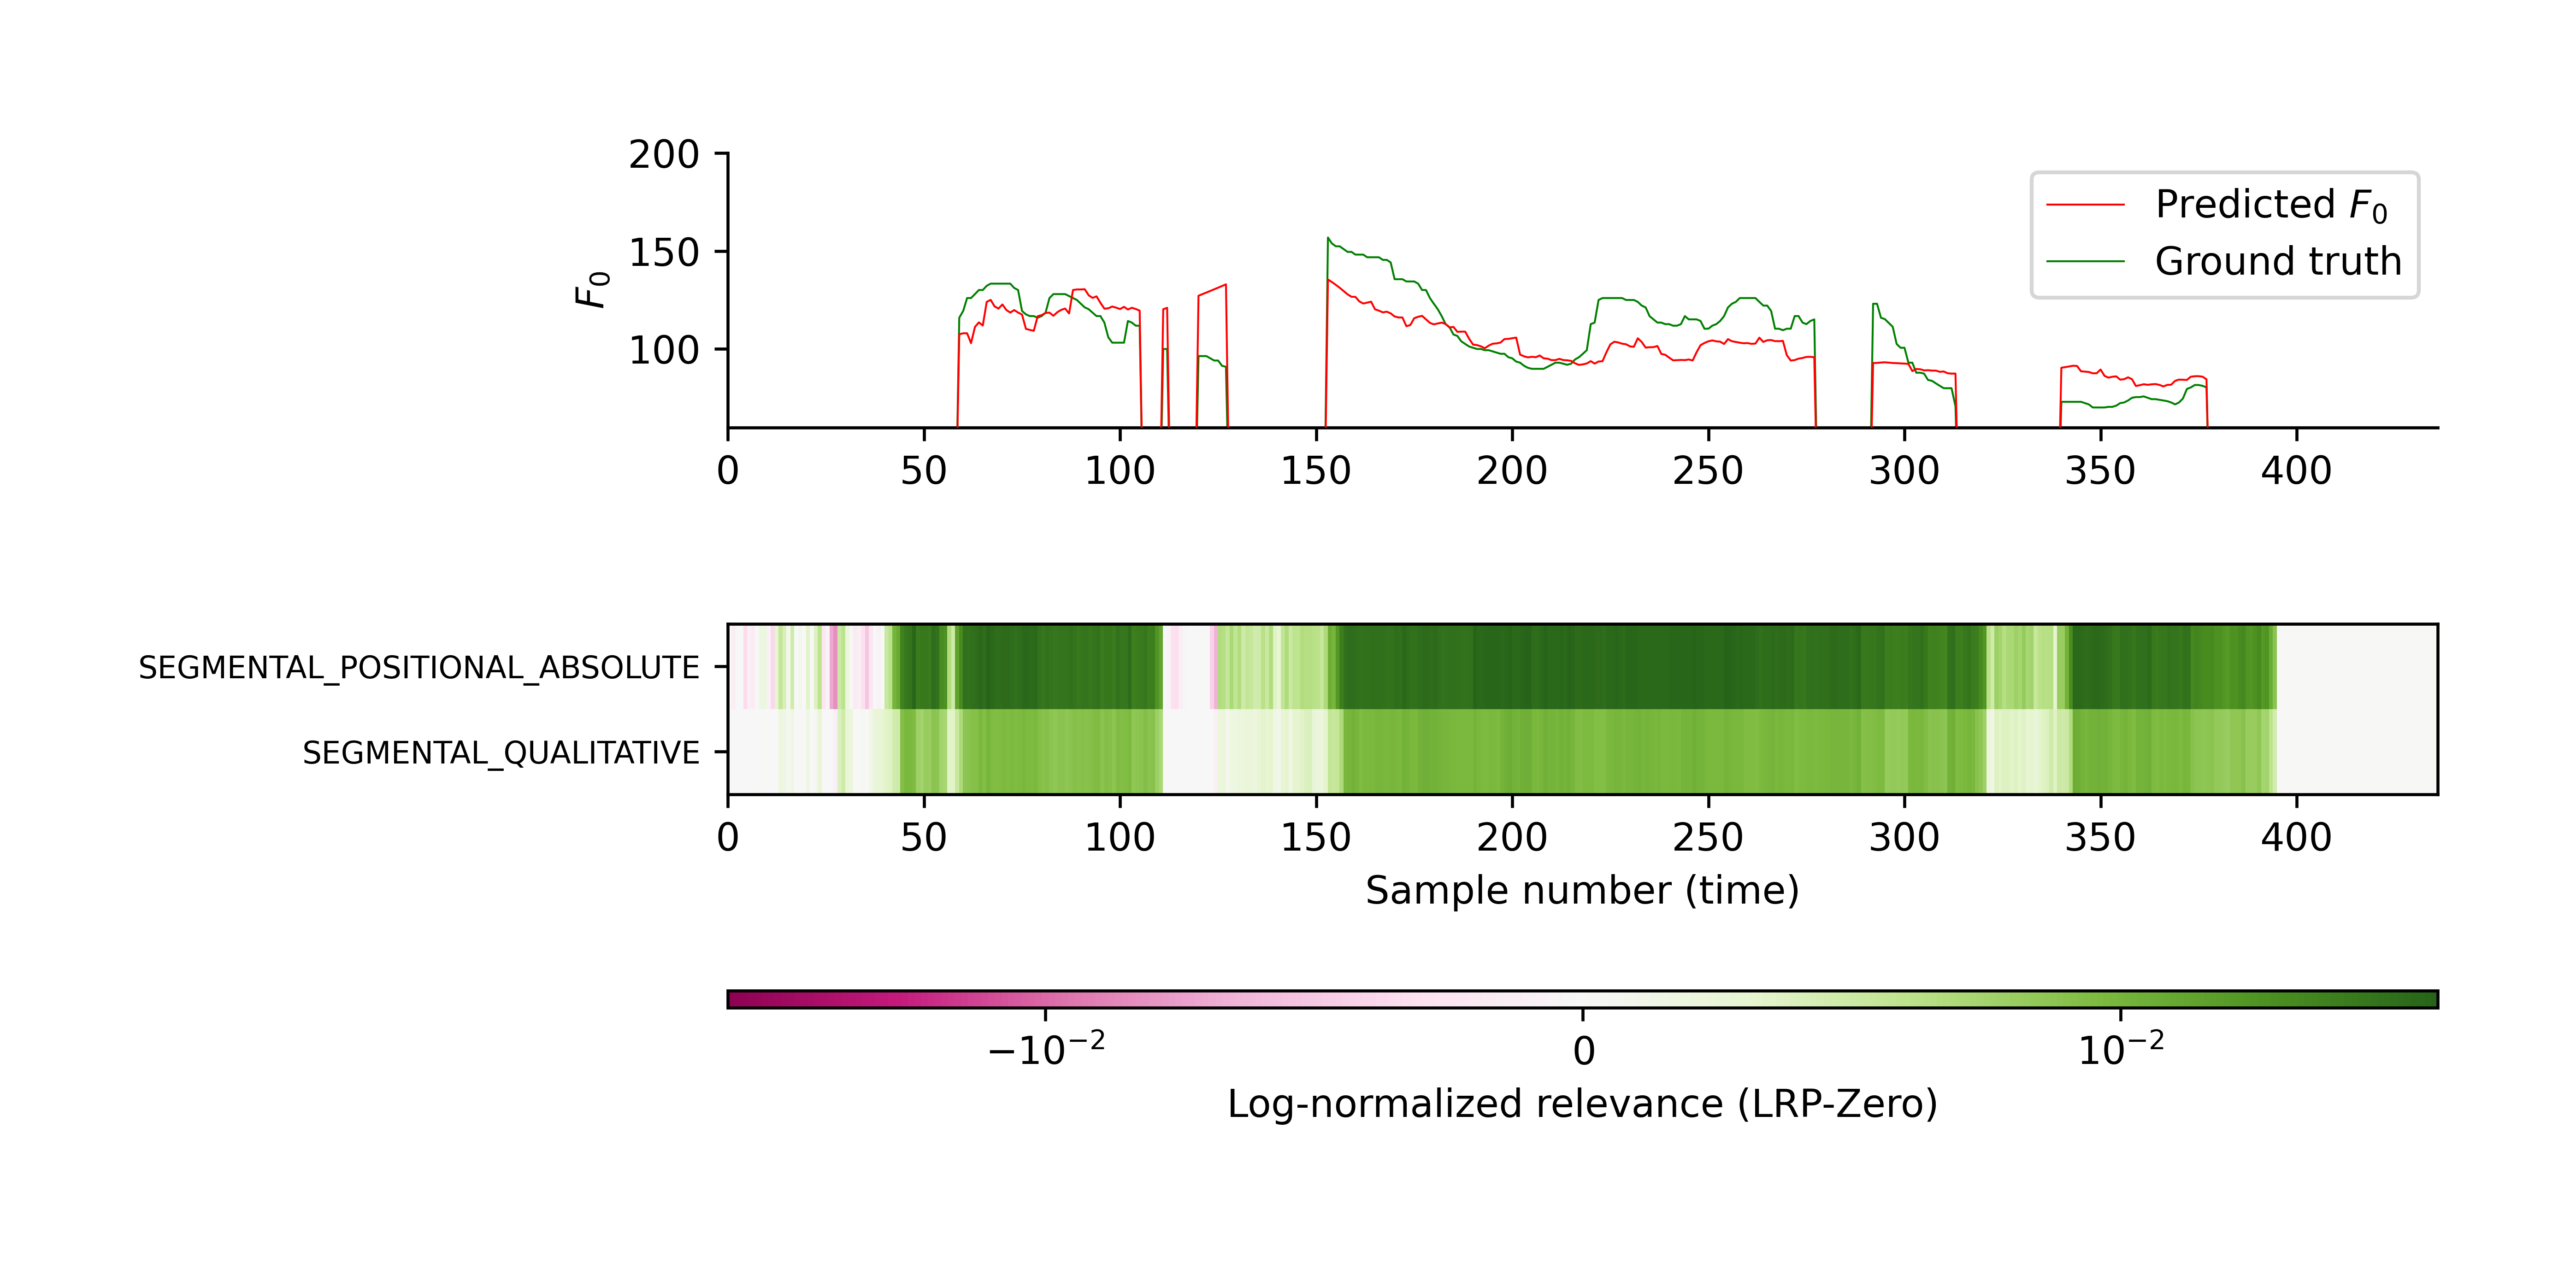 200
150
100
F₀
Predicted F₀
Ground truth
0 50 100 150 200 250 300 350 400
SEGMENTAL_POSITIONAL_ABSOLUTE
SEGMENTAL_QUALITATIVE
0 50 100 150 200 250 300 350 400
Sample number (time)
−10⁻² 0 10⁻²
Log-normalized relevance (LRP-Zero)